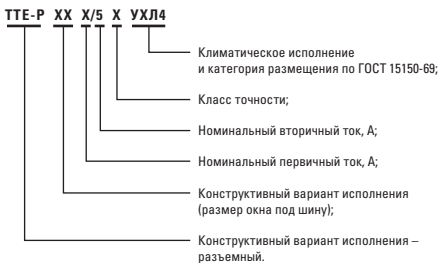 ТТЕ-Р ХХ Х/5 Х УХЛ4
Климатическое исполнение
и категория размещения по ГОСТ 15150-69;
Класс точности;
Номинальный вторичный ток, А;
Номинальный первичный ток, А;
Конструктивный вариант исполнения
(размер окна под шину);
Конструктивный вариант исполнения –
разъемный.